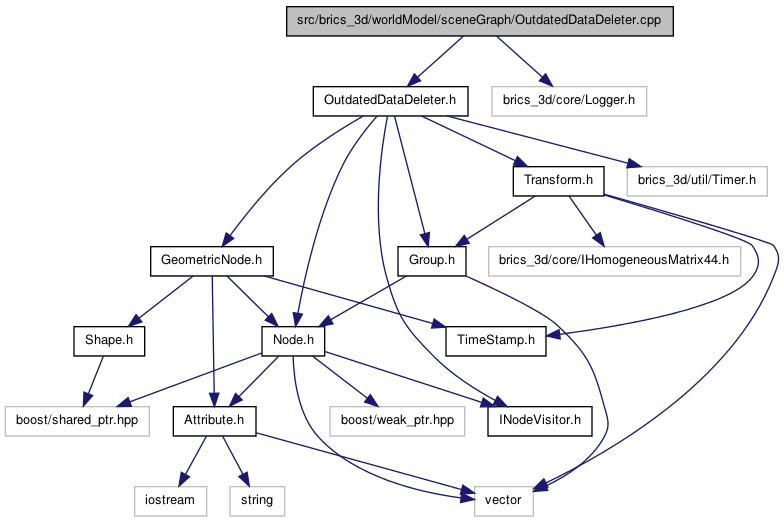 src/brics_3d/worldModel/sceneGraph/OutdatedDataDeleter.cpp
OutdatedDataDeleter.h
brics_3d/core/Logger.h
Transform.h
brics_3d/util/Timer.h
GeometricNode.h
Group.h
brics_3d/core/IHomogeneousMatrix44.h
Shape.h
Node.h
TimeStamp.h
boost/shared_ptr.hpp
Attribute.h
boost/weak_ptr.hpp
INodeVisitor.h
iostream
string
vector